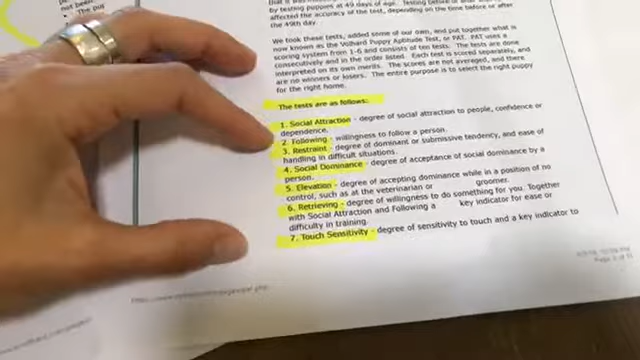 not been.
• The pup
by testing puppies at 49 days of age. Testing before or after
affected the accuracy of the test, depending on the time before or after
the 49th day
We took these tests, added some of our own, and put together what is
now known as the Volhard Puppy Aptitude Test, or PAT. PAT uses a
scoring system from 1-6 and consists of ten tests. The tests are done
consecutively and in the order listed. Each test is scored separately, and
interpreted on its own merits. The scores are not averaged, and there
are no winners or losers. The entire purpose is to select the right puppy
for the right home.
The tests are as follows:
1. Social Attraction - degree of social attraction to people, confidence or
dependence.
2. Following - willingness to follow a person.
3. Restraint - degree of dominant or submissive tendency, and ease of
handling in difficult situations.
4. Social Dominance - degree of acceptance of social dominance by a
person.
5. Elevation - degree of accepting dominance while in a position of no
control, such as at the veterinarian or groomer.
6. Retrieving - degree of willingness to do something for you. Together
with Social Attraction and Following a key indicator for ease or
difficulty in training.
7. Touch Sensitivity - degree of sensitivity to touch and a key indicator to